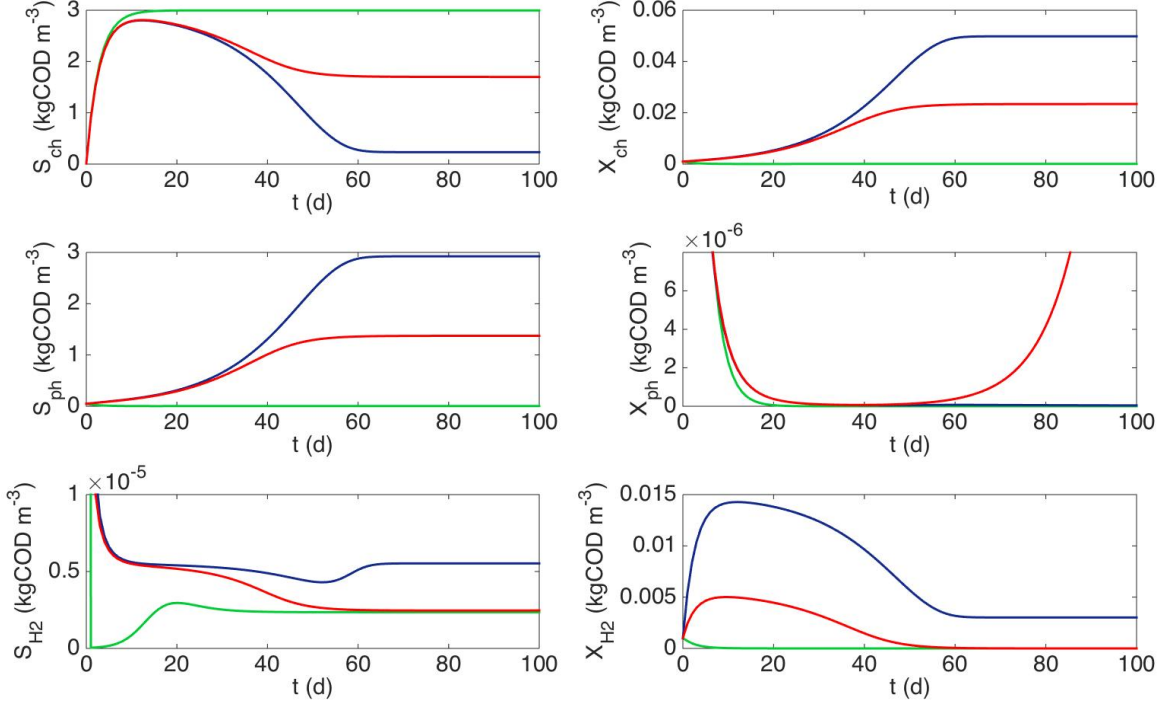 3
2
1
0
S_ch (kgCOD m^-3)
0 20 40 60 80 100
t (d)
0.06
0.04
0.02
0
X_ch (kgCOD m^-3)
0 20 40 60 80 100
t (d)
3
2
1
0
S_ph (kgCOD m^-3)
0 20 40 60 80 100
t (d)
×10^-6
6
4
2
0
X_ph (kgCOD m^-3)
0 20 40 60 80 100
t (d)
×10^-5
1
0.5
0
S_H2 (kgCOD m^-3)
0 20 40 60 80 100
t (d)
0.015
0.01
0.005
0
X_H2 (kgCOD m^-3)
0 20 40 60 80 100
t (d)